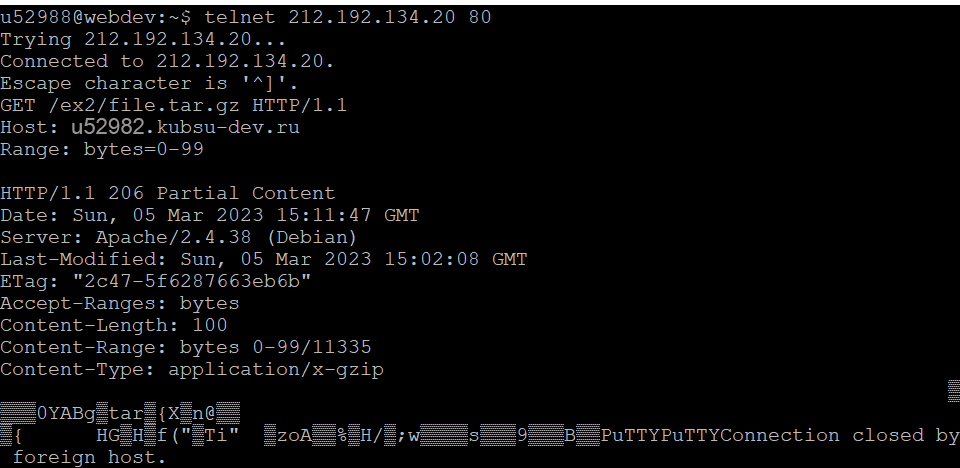 u52988@webdev:~$ telnet 212.192.134.20 80
Trying 212.192.134.20...
Connected to 212.192.134.20.
Escape character is '^]'.
GET /ex2/file.tar.gz HTTP/1.1
Host: u52982.kubsu-dev.ru
Range: bytes=0-99
HTTP/1.1 206 Partial Content
Date: Sun, 05 Mar 2023 15:11:47 GMT
Server: Apache/2.4.38 (Debian)
Last-Modified: Sun, 05 Mar 2023 15:02:08 GMT
ETag: "2c47-5f6287663eb6b"
Accept-Ranges: bytes
Content-Length: 100
Content-Range: bytes 0-99/11335
Content-Type: application/x-gzip
▒
▒▒▒0YABg▒tar▒{X▒n@▒▒
▒{ HG▒H▒f("▒Ti" ▒zoA▒▒%▒H/▒;w▒▒▒▒s▒▒▒9▒▒▒B▒▒PuTTYPuTTYConnection closed by
foreign host.